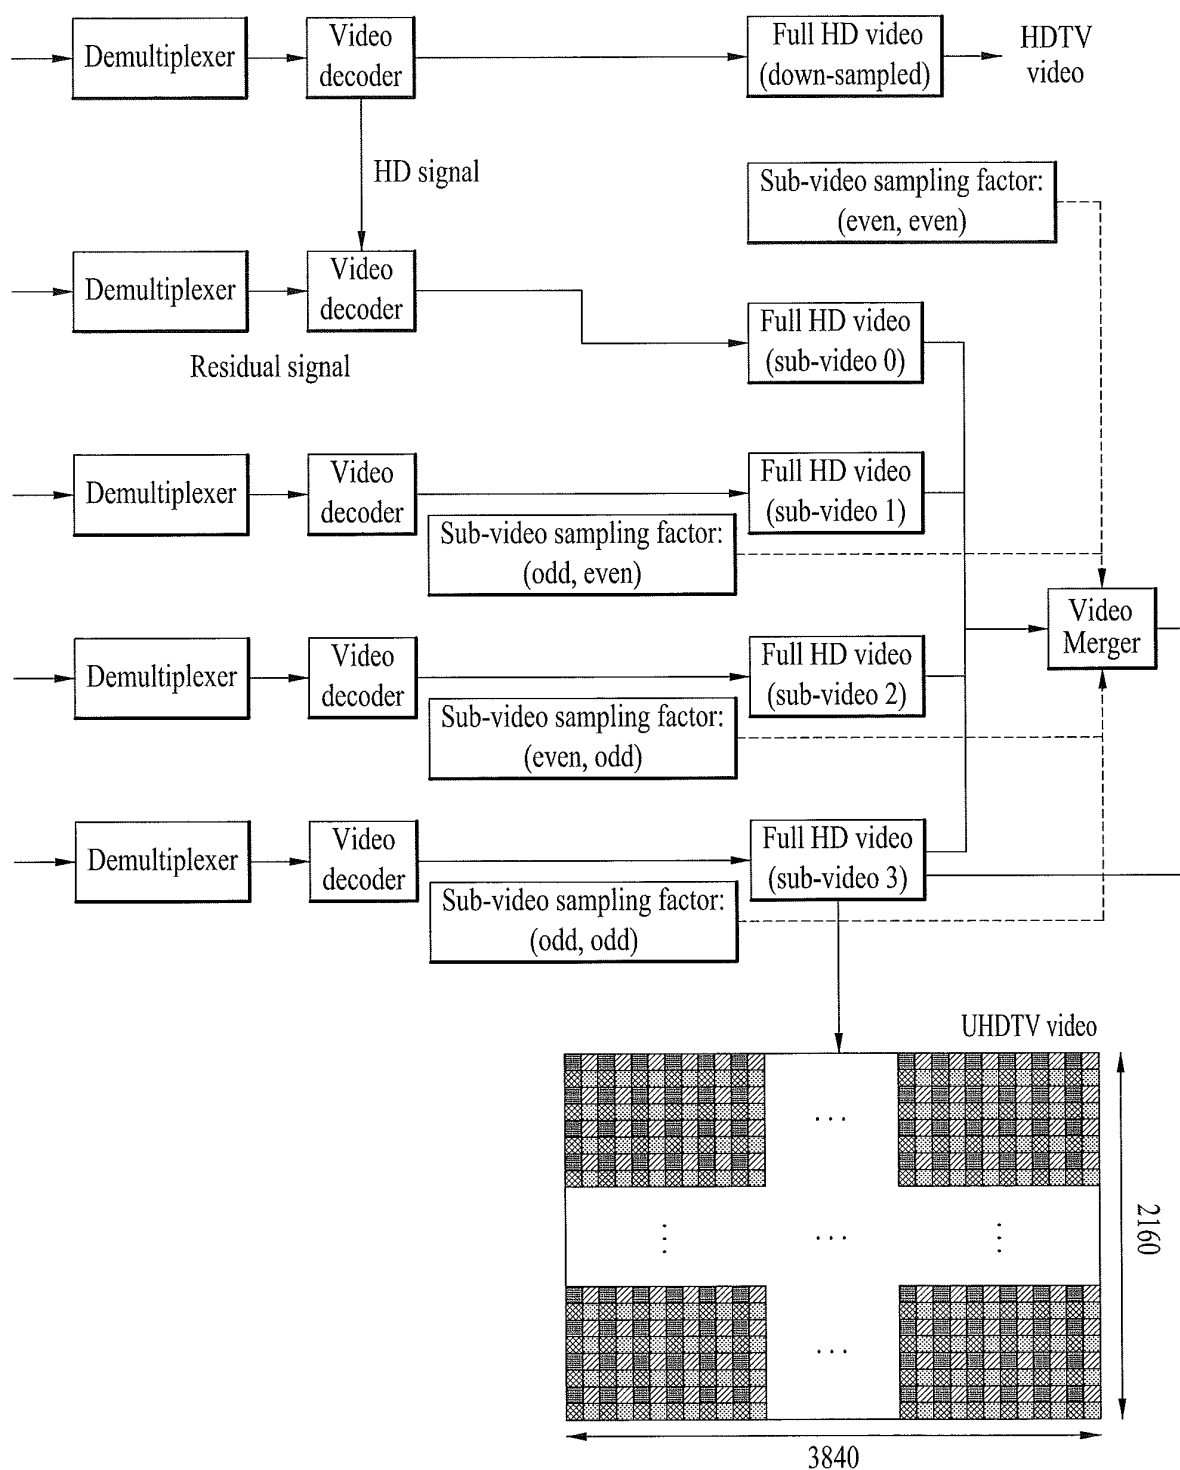 Demultiplexer
Video
decoder
Full HD video
(down-sampled)
HDTV
video
HD signal
Sub-video sampling factor:
(even, even)
Demultiplexer
Video
decoder
Residual signal
Full HD video
(sub-video 0)
Demultiplexer
Video
decoder
Full HD video
(sub-video 1)
Sub-video sampling factor:
(odd, even)
Video
Merger
Demultiplexer
Video
decoder
Full HD video
(sub-video 2)
Sub-video sampling factor:
(even, odd)
Demultiplexer
Video
decoder
Full HD video
(sub-video 3)
Sub-video sampling factor:
(odd, odd)
UHDTV video
...
2160
...
...
...
...
3840